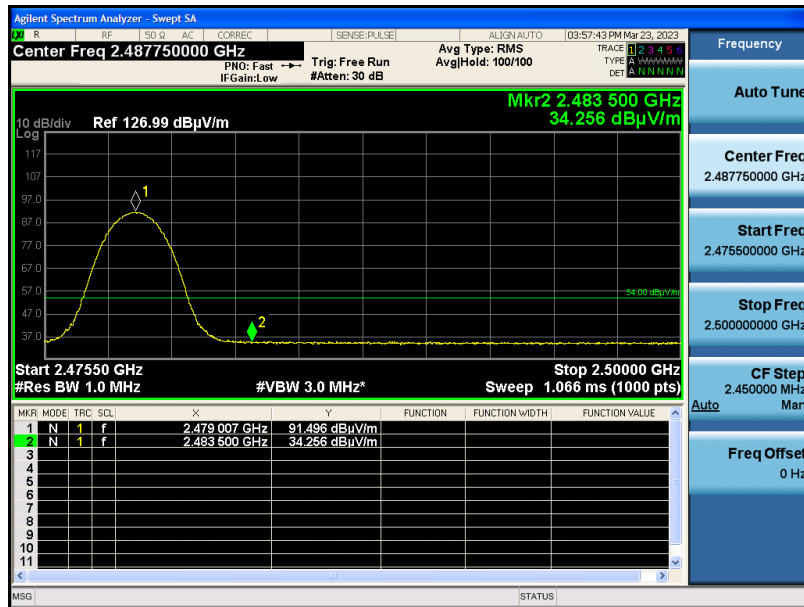 Agilent Spectrum Analyzer - Swept SA
LXI R RF 50 Ω AC CORREC SENSE:PULSE ALIGN AUTO 03:57:43 PM Mar 23, 2023
Center Freq 2.487750000 GHz
PNO: Fast
IFGain:Low
Trig: Free Run
#Atten: 30 dB
Avg Type: RMS
Avg|Hold: 100/100
TRACE 1 2 3 4 5 6
TYPE A WWWWW
DET A N N N N N
Mkr2 2.483 500 GHz
34.256 dBµV/m
10 dB/div Ref 126.99 dBµV/m
Log
117
107
97.0
87.0
77.0
67.0
57.0
47.0
37.0
1
2
54.00 dBµV/m
Start 2.47550 GHz Stop 2.50000 GHz
#Res BW 1.0 MHz #VBW 3.0 MHz* Sweep 1.066 ms (1000 pts)
MKR MODE TRC SCL X Y FUNCTION FUNCTION WIDTH FUNCTION VALUE
1 N 1 f 2.479 007 GHz 91.496 dBµV/m
2 N 1 f 2.483 500 GHz 34.256 dBµV/m
3
4
5
6
7
8
9
10
11
MSG STATUS
Frequency
Auto Tune
Center Freq
2.487750000 GHz
Start Freq
2.475500000 GHz
Stop Freq
2.500000000 GHz
CF Step
2.450000 MHz
Auto Man
Freq Offset
0 Hz